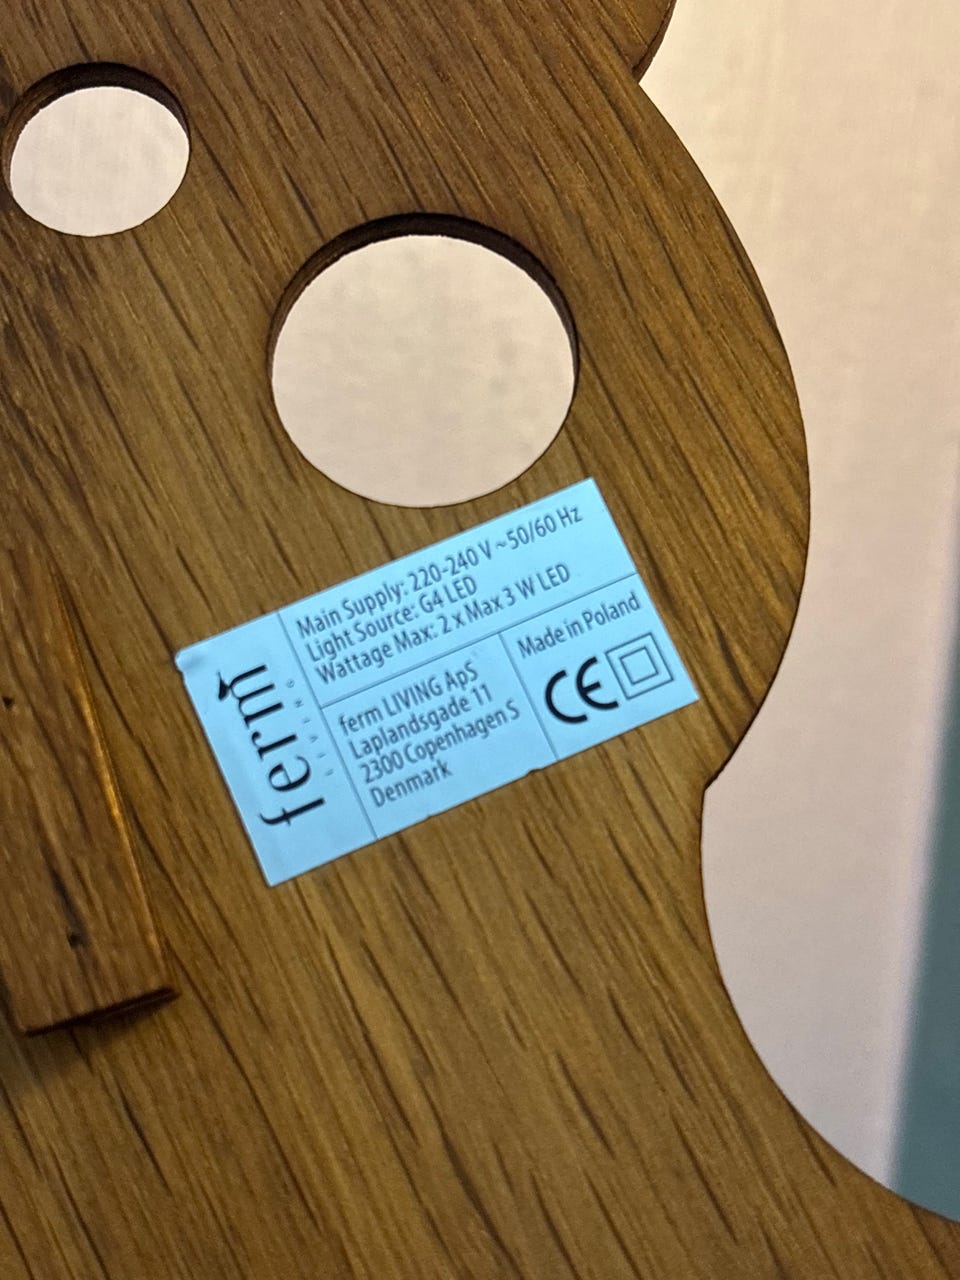 ferm
LIVING
Main Supply: 220-240 V ~50/60 Hz
Light Source: G4 LED
Wattage Max: 2 x Max 3 W LED
ferm LIVING ApS
Laplandsgade 11
2300 Copenhagen S
Denmark
Made in Poland
CE